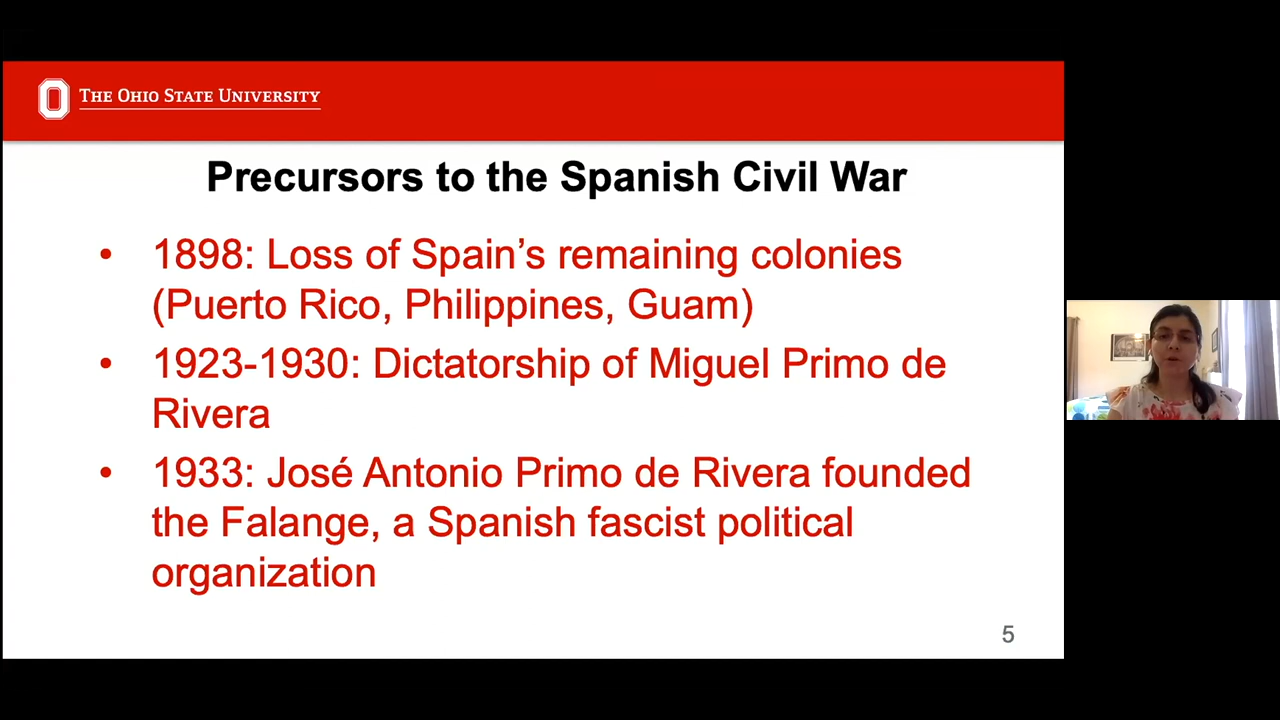 THE OHIO STATE UNIVERSITY
Precursors to the Spanish Civil War
• 1898: Loss of Spain’s remaining colonies
(Puerto Rico, Philippines, Guam)
• 1923-1930: Dictatorship of Miguel Primo de
Rivera
• 1933: José Antonio Primo de Rivera founded
the Falange, a Spanish fascist political
organization
5